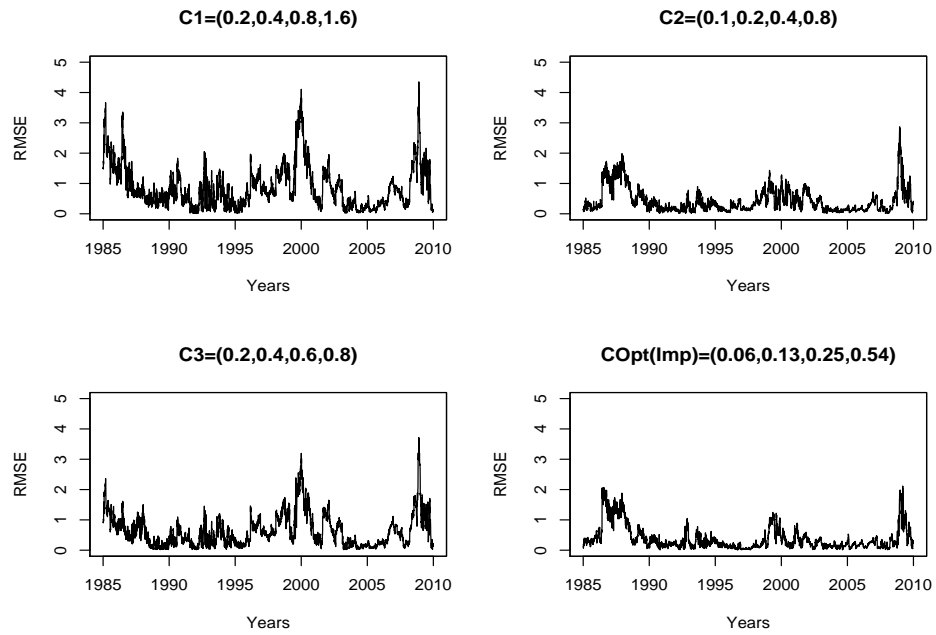 C1=(0.2,0.4,0.8,1.6)
RMSE
5
4
3
2
1
0
1985 1990 1995 2000 2005 2010
Years
C2=(0.1,0.2,0.4,0.8)
RMSE
5
4
3
2
1
0
1985 1990 1995 2000 2005 2010
Years
C3=(0.2,0.4,0.6,0.8)
RMSE
5
4
3
2
1
0
1985 1990 1995 2000 2005 2010
Years
COpt(Imp)=(0.06,0.13,0.25,0.54)
RMSE
5
4
3
2
1
0
1985 1990 1995 2000 2005 2010
Years